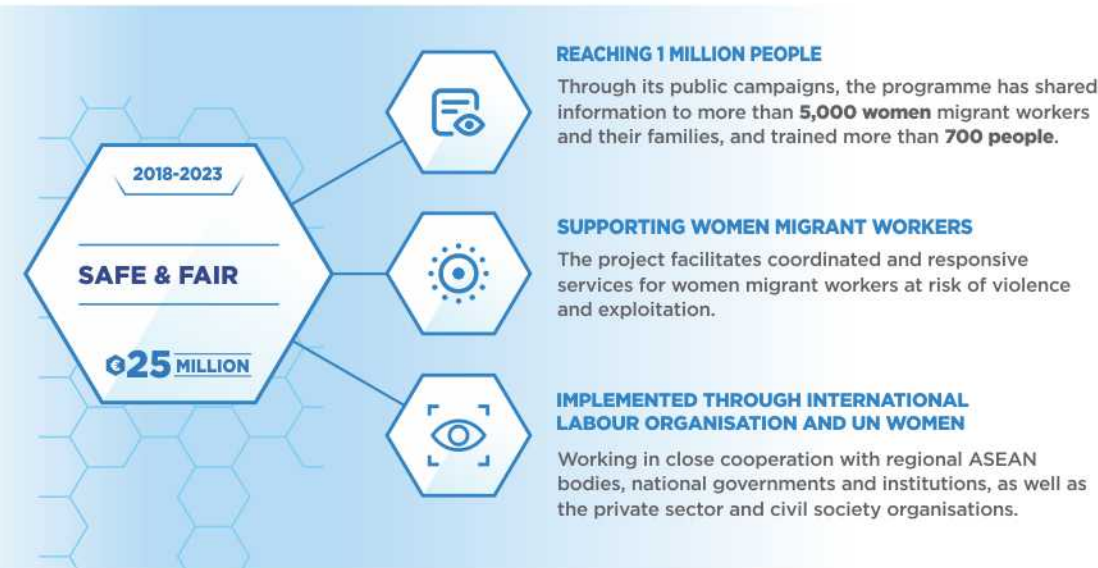 2018-2023
SAFE & FAIR
€25 MILLION
REACHING 1 MILLION PEOPLE
Through its public campaigns, the programme has shared
information to more than 5,000 women migrant workers
and their families, and trained more than 700 people.
SUPPORTING WOMEN MIGRANT WORKERS
The project facilitates coordinated and responsive
services for women migrant workers at risk of violence
and exploitation.
IMPLEMENTED THROUGH INTERNATIONAL
LABOUR ORGANISATION AND UN WOMEN
Working in close cooperation with regional ASEAN
bodies, national governments and institutions, as well as
the private sector and civil society organisations.